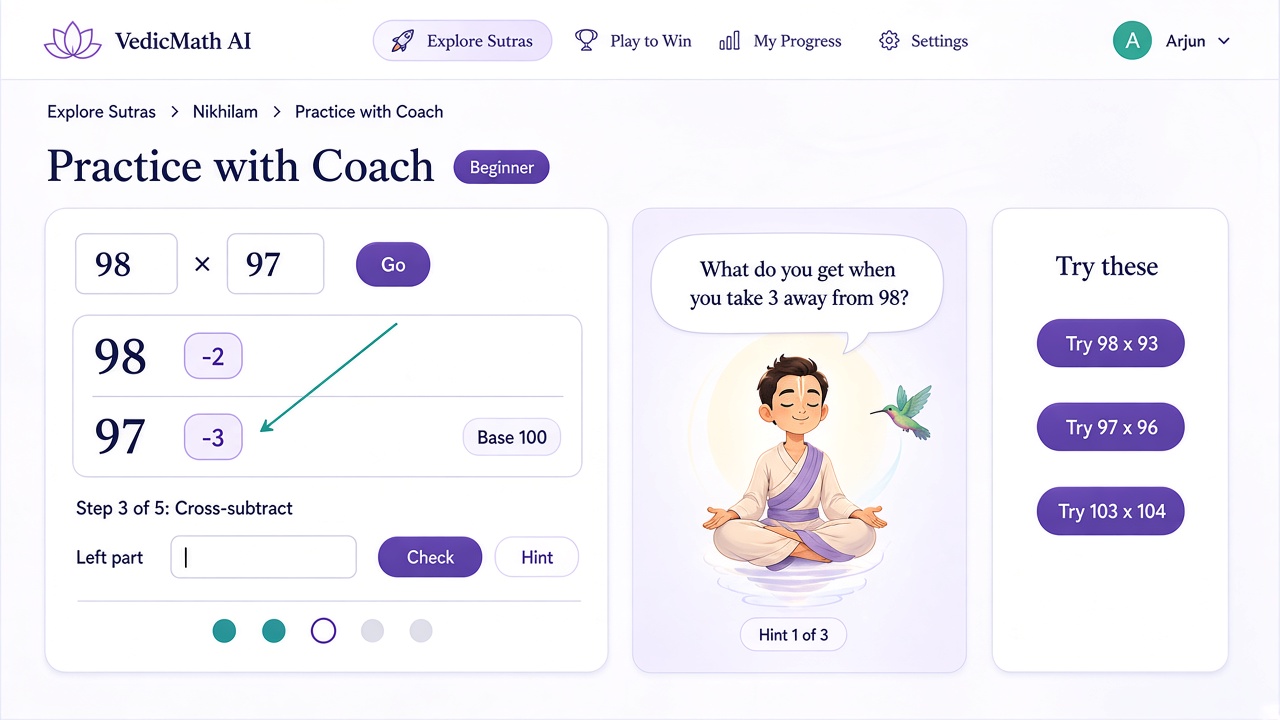 VedicMath AI
Explore Sutras
Play to Win
My Progress
Settings
A
Arjun
Explore Sutras > Nikhilam > Practice with Coach
Practice with Coach
Beginner
98 × 97
Go
98 -2
97 -3
Base 100
Step 3 of 5: Cross-subtract
Left part
Check
Hint
What do you get when
you take 3 away from 98?
Hint 1 of 3
Try these
Try 98 x 93
Try 97 x 96
Try 103 x 104